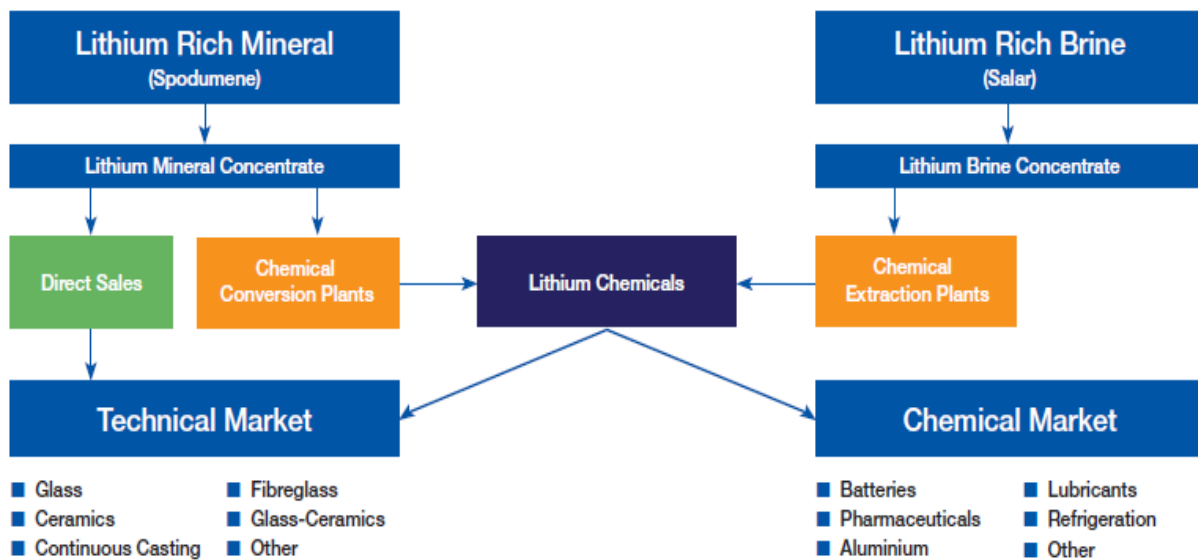 Lithium Rich Mineral
(Spodumene)
Lithium Rich Brine
(Salar)
Lithium Mineral Concentrate
Lithium Brine Concentrate
Direct Sales
Chemical
Conversion Plants
Lithium Chemicals
Chemical
Extraction Plants
Technical Market
Chemical Market
Glass
Ceramics
Continuous Casting
Fibreglass
Glass-Ceramics
Other
Batteries
Pharmaceuticals
Aluminium
Lubricants
Refrigeration
Other